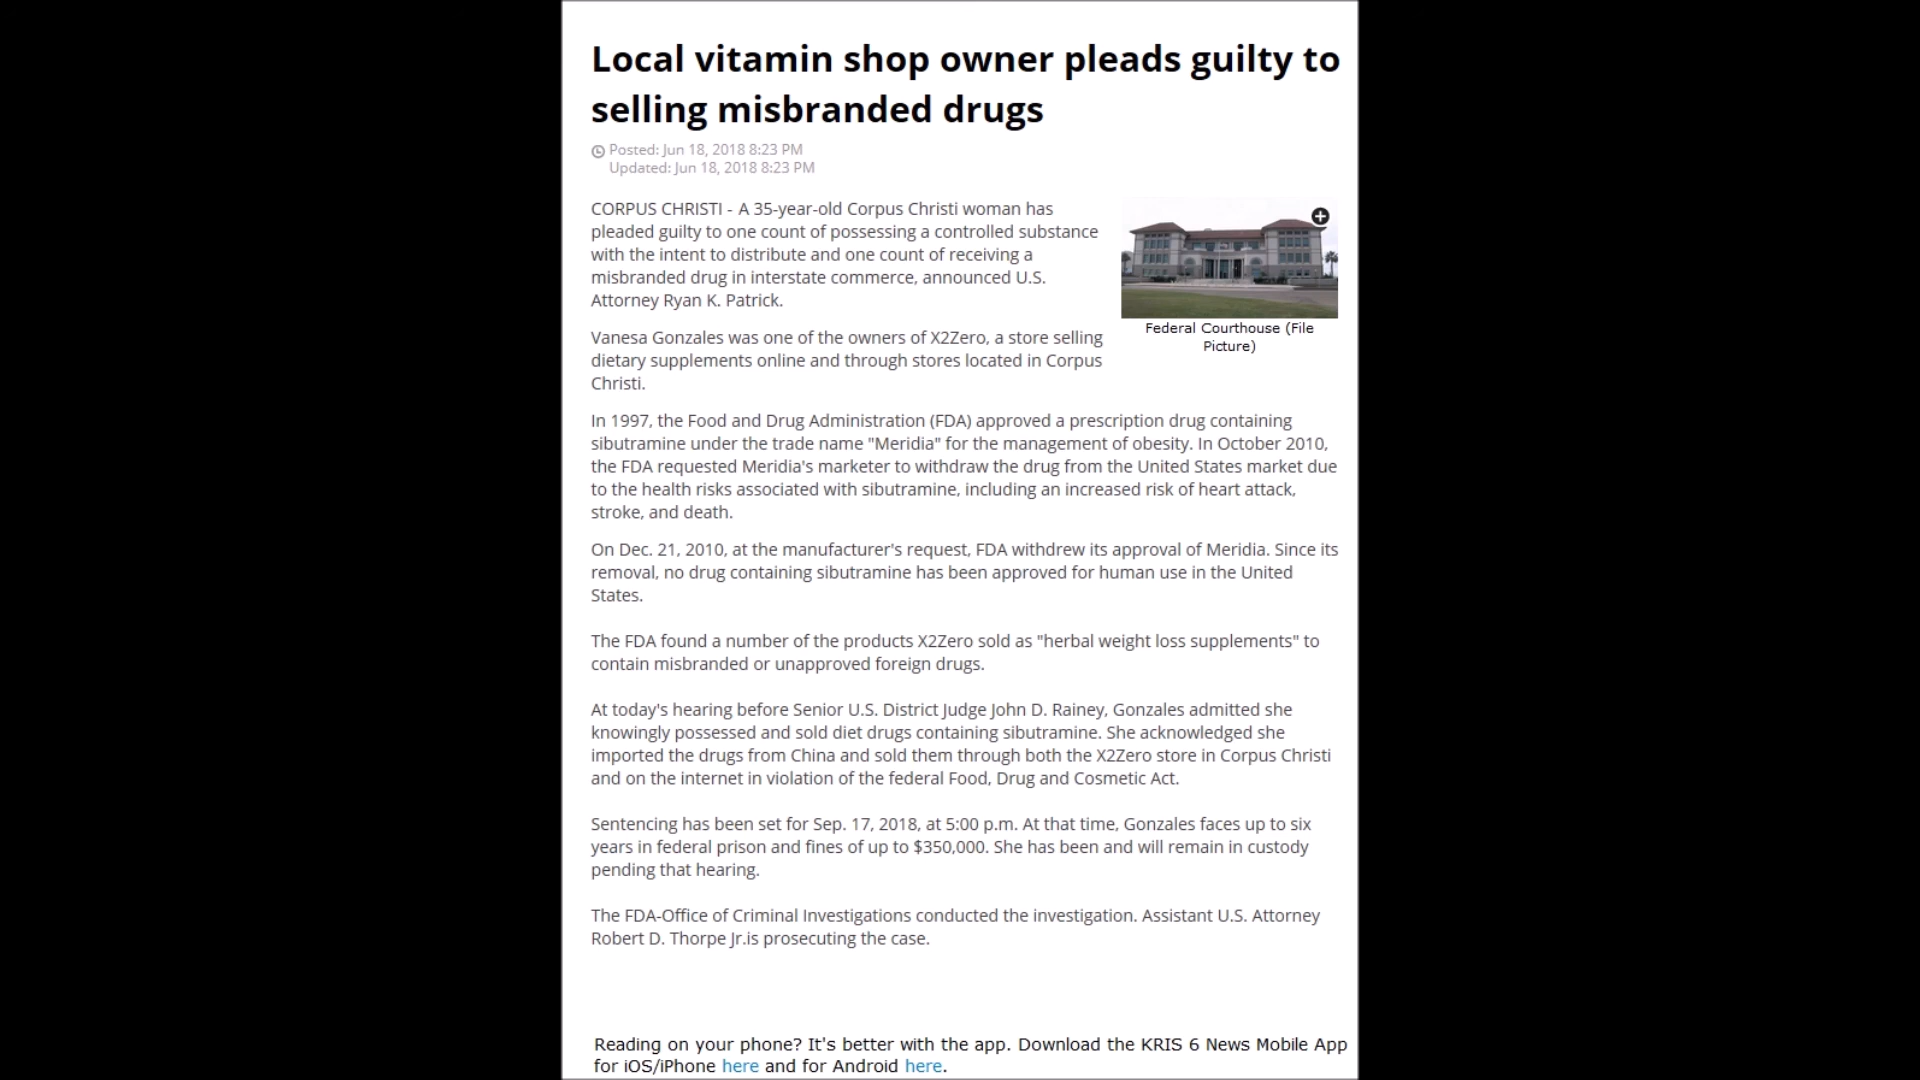 Local vitamin shop owner pleads guilty to
selling misbranded drugs
Posted: Jun 18, 2018 8:23 PM
Updated: Jun 18, 2018 8:23 PM
CORPUS CHRISTI - A 35-year-old Corpus Christi woman has
pleaded guilty to one count of possessing a controlled substance
with the intent to distribute and one count of receiving a
misbranded drug in interstate commerce, announced U.S.
Attorney Ryan K. Patrick.
Federal Courthouse (File
Picture)
Vanesa Gonzales was one of the owners of X2Zero, a store selling
dietary supplements online and through stores located in Corpus
Christi.
In 1997, the Food and Drug Administration (FDA) approved a prescription drug containing
sibutramine under the trade name "Meridia" for the management of obesity. In October 2010,
the FDA requested Meridia's marketer to withdraw the drug from the United States market due
to the health risks associated with sibutramine, including an increased risk of heart attack,
stroke, and death.
On Dec. 21, 2010, at the manufacturer's request, FDA withdrew its approval of Meridia. Since its
removal, no drug containing sibutramine has been approved for human use in the United
States.
The FDA found a number of the products X2Zero sold as "herbal weight loss supplements" to
contain misbranded or unapproved foreign drugs.
At today's hearing before Senior U.S. District Judge John D. Rainey, Gonzales admitted she
knowingly possessed and sold diet drugs containing sibutramine. She acknowledged she
imported the drugs from China and sold them through both the X2Zero store in Corpus Christi
and on the internet in violation of the federal Food, Drug and Cosmetic Act.
Sentencing has been set for Sep. 17, 2018, at 5:00 p.m. At that time, Gonzales faces up to six
years in federal prison and fines of up to $350,000. She has been and will remain in custody
pending that hearing.
The FDA-Office of Criminal Investigations conducted the investigation. Assistant U.S. Attorney
Robert D. Thorpe Jr.is prosecuting the case.
Reading on your phone? It's better with the app. Download the KRIS 6 News Mobile App
for iOS/iPhone here and for Android here.